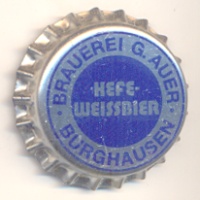 BRAUEREI G. AUER
HEFE-
WEISSBIER
BURGHAUSEN